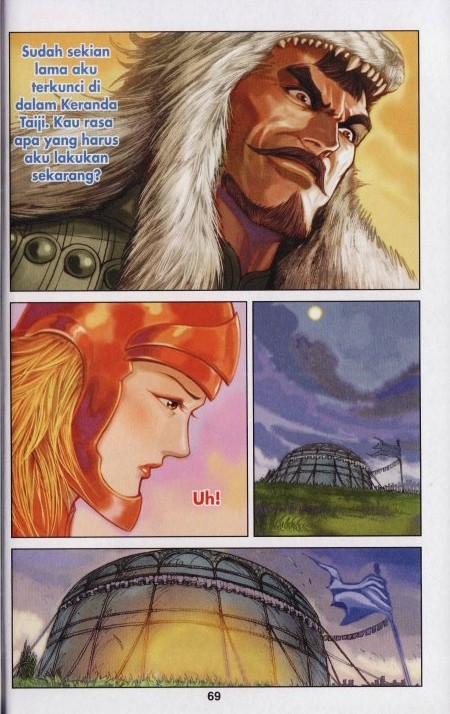 Sudah sekian
lama aku
terkunci di
dalam Keranda
Taiji. Kau rasa
apa yang harus
aku lakukan
sekarang?
Uh!
69